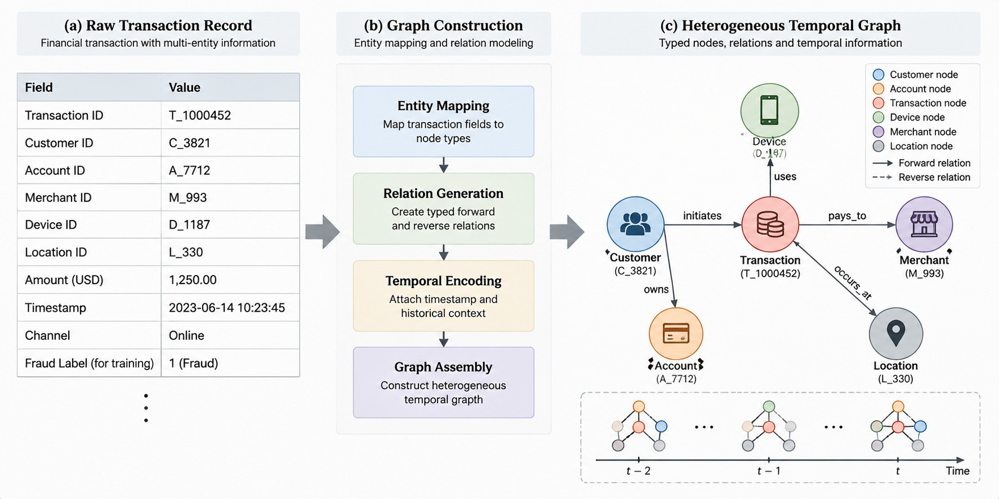 (a) Raw Transaction Record
Financial transaction with multi-entity information
Field Value
Transaction ID T_1000452
Customer ID C_3821
Account ID A_7712
Merchant ID M_993
Device ID D_1187
Location ID L_330
Amount (USD) 1,250.00
Timestamp 2023-06-14 10:23:45
Channel Online
Fraud Label (for training) 1 (Fraud)
(b) Graph Construction
Entity mapping and relation modeling
Entity Mapping
Map transaction fields to
node types
Relation Generation
Create typed forward
and reverse relations
Temporal Encoding
Attach timestamp and
historical context
Graph Assembly
Construct heterogeneous
temporal grapth
(c) Heterogeneous Temporal Graph
Typed nodes, relations and temporal information
Customer node
Account node
Transaction node
Device node
Merchant node
Location node
Forward relation
Reverse relation
Device
uses
initiates
pays_to
Customer
(C_3821)
Transaction
(T_1000452)
Merchant
(M_993)
owns
occurs_at
Account
(A_7712)
Location
(L_330)
t − 2
t − 1
t
Time